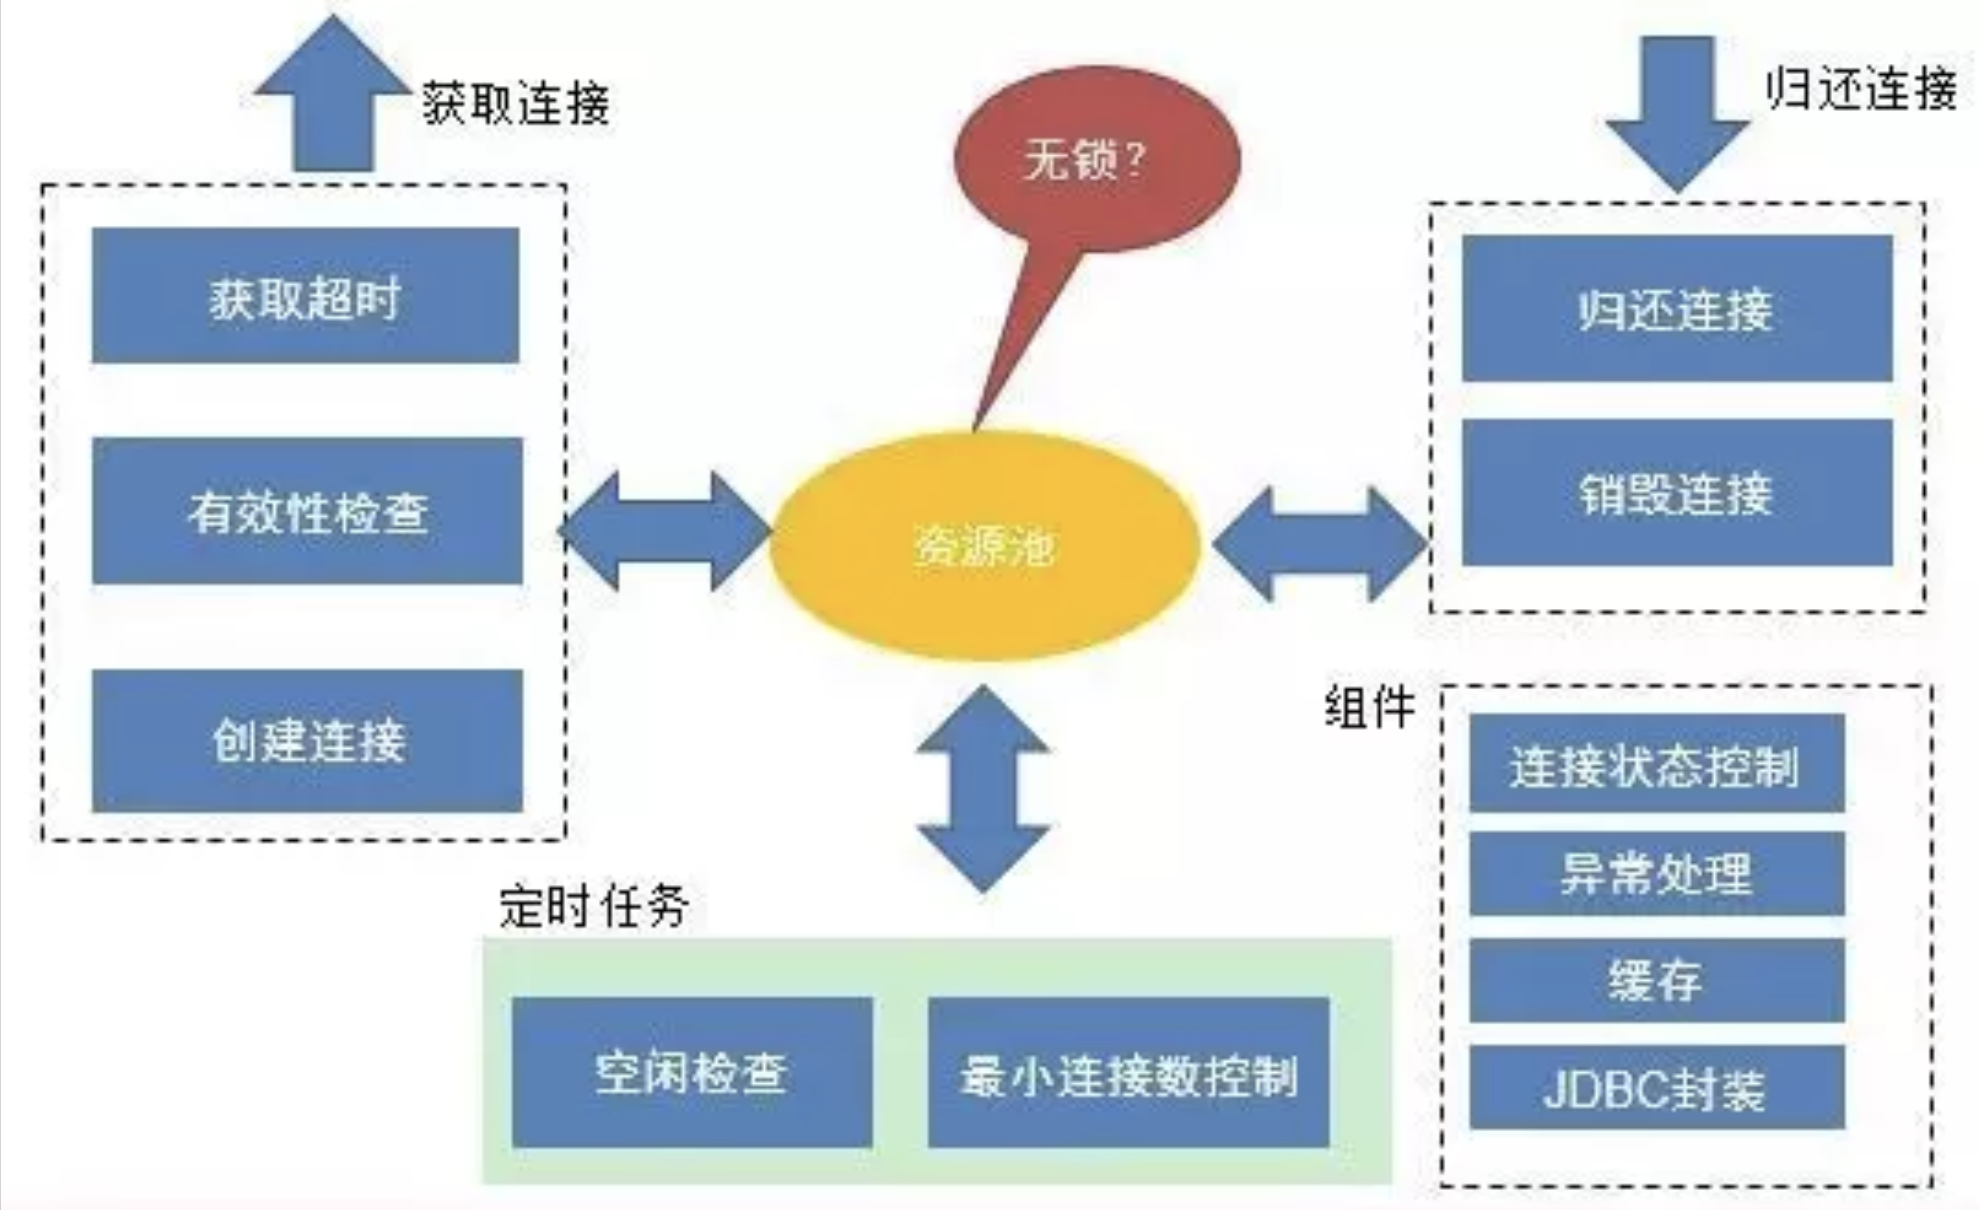 获取连接
获取超时
有效性检查
创建连接
无锁？
资源池
归还连接
归还连接
销毁连接
定时任务
空闲检查
最小连接数控制
组件
连接状态控制
异常处理
缓存
JDBC封装